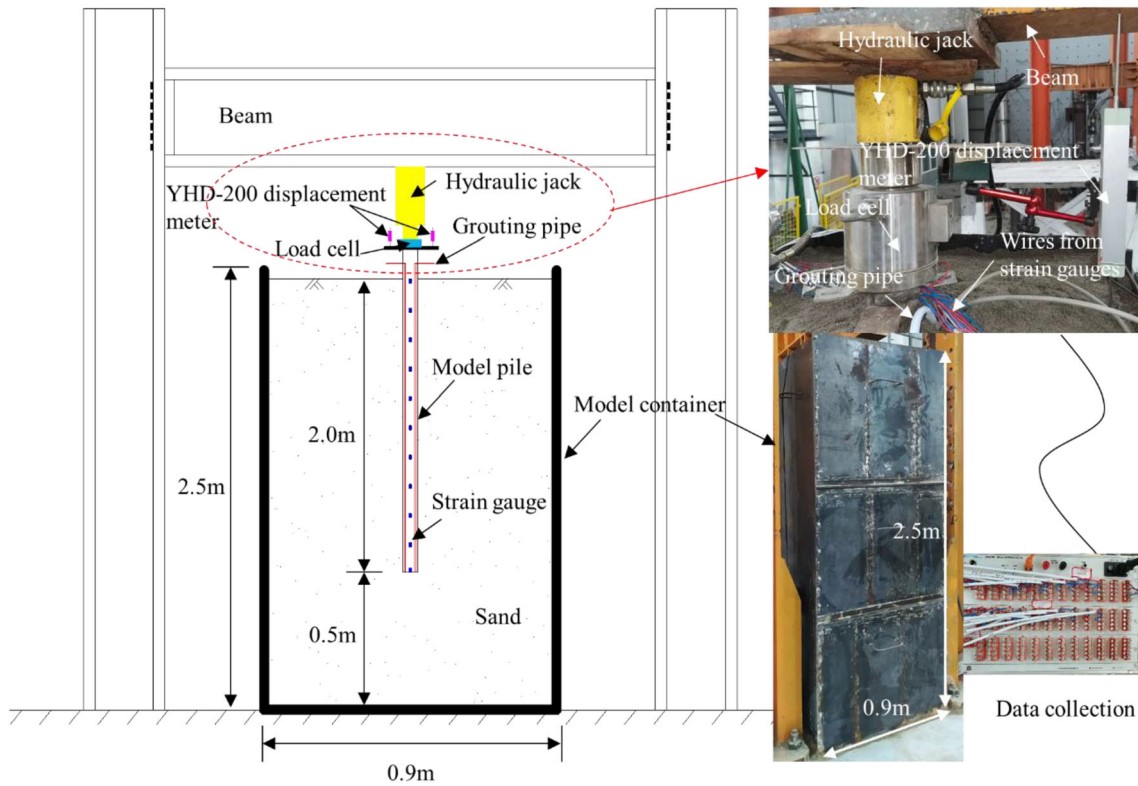 Beam
YHD-200 displacement
meter
Hydraulic jack
Load cell
Grouting pipe
Model pile
2.0m
2.5m
Model container
Strain gauge
0.5m
Sand
0.9m
Hydraulic jack
Beam
YHD-200 displacement
meter
Load cell
Wires from
strain gauges
Grouting pipe
2.5m
0.9m
Data collection